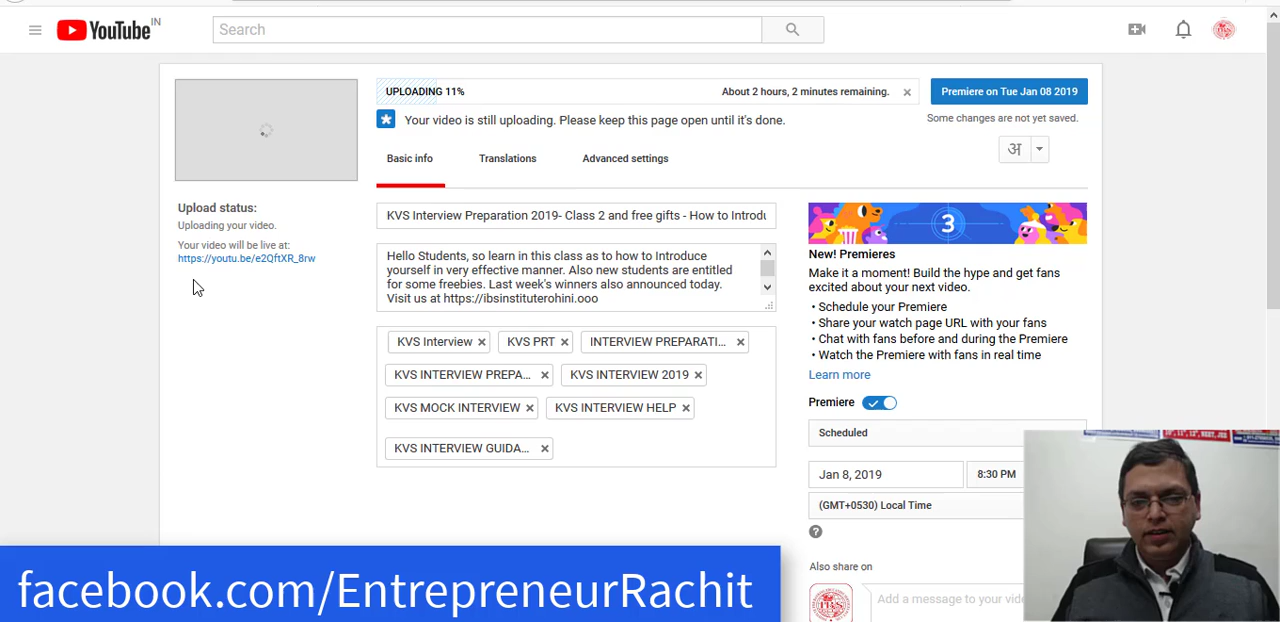 YouTube IN
Search
UPLOADING 11%
About 2 hours, 2 minutes remaining.
Premiere on Tue Jan 08 2019
Your video is still uploading. Please keep this page open until it's done.
Some changes are not yet saved.
Basic info
Translations
Advanced settings
अ
Upload status:
Uploading your video.
Your video will be live at:
https://youtu.be/e2QftXR_8rw
KVS Interview Preparation 2019- Class 2 and free gifts - How to Introdu
Hello Students, so learn in this class as to how to Introduce
yourself in very effective manner. Also new students are entitled
for some freebies. Last week's winners also announced today.
Visit us at https://ibsinstituterohini.ooo
KVS Interview
KVS PRT
INTERVIEW PREPARATI...
KVS INTERVIEW PREPA...
KVS INTERVIEW 2019
KVS MOCK INTERVIEW
KVS INTERVIEW HELP
KVS INTERVIEW GUIDA...
3
New! Premieres
Make it a moment! Build the hype and get fans
excited about your next video.
• Schedule your Premiere
• Share your watch page URL with your fans
• Chat with fans before and during the Premiere
• Watch the Premiere with fans in real time
Learn more
Premiere
Scheduled
Jan 8, 2019
8:30 PM
(GMT+0530) Local Time
?
Also share on
Add a message to your vide
facebook.com/EntrepreneurRachit